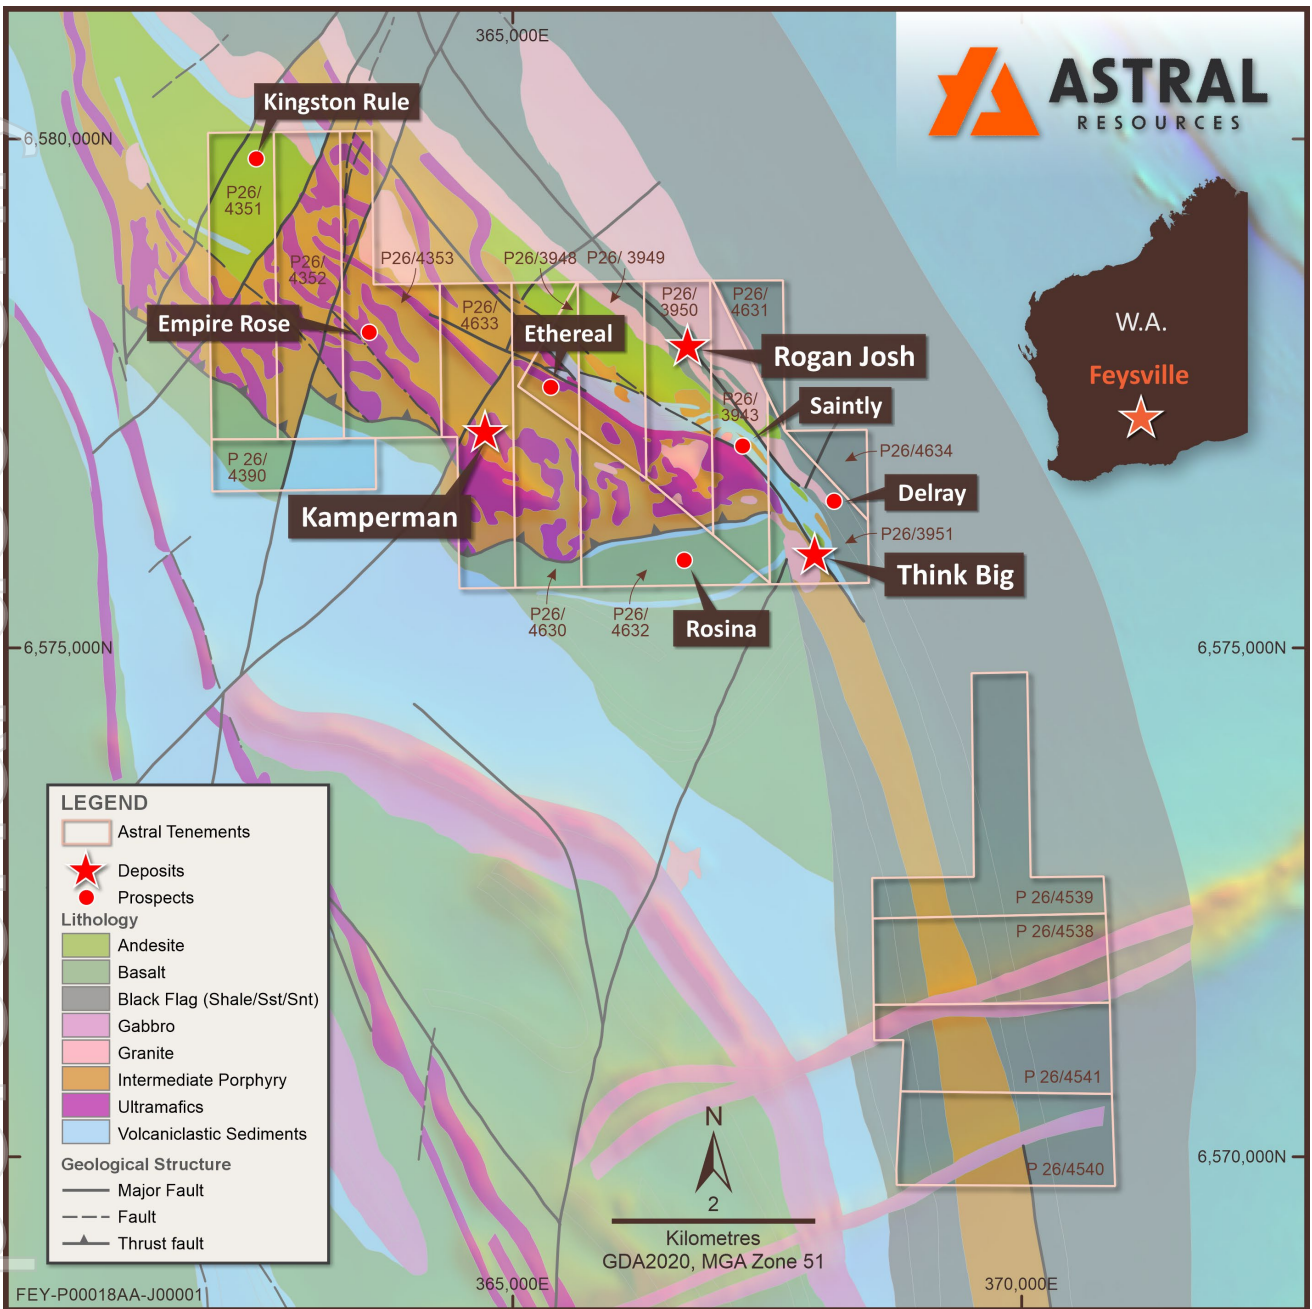 365,000E
ASTRAL
RESOURCES
Kingston Rule
6,580,000N
P26/
4351
P26/
4352
P26/4353
P26/3948
P26/ 3949
P26/
4633
P26/
3950
P26/
4631
W.A.
Feysville
Empire Rose
Ethereal
Rogan Josh
P26/
3943
Saintly
P26/4634
P 26/
4390
Delray
Kamperman
P26/3951
Think Big
P26/
4630
P26/
4632
Rosina
6,575,000N
6,575,000N
LEGEND
Astral Tenements
Deposits
Prospects
Lithology
Andesite
Basalt
Black Flag (Shale/Sst/Snt)
Gabbro
Granite
Intermediate Porphyry
Ultramafics
Volcaniclastic Sediments
Geological Structure
Major Fault
Fault
Thrust fault
P 26/4539
P 26/4538
P 26/4541
P 26/4540
N
2
Kilometres
GDA2020, MGA Zone 51
6,570,000N
365,000E
370,000E
FEY-P00018AA-J00001